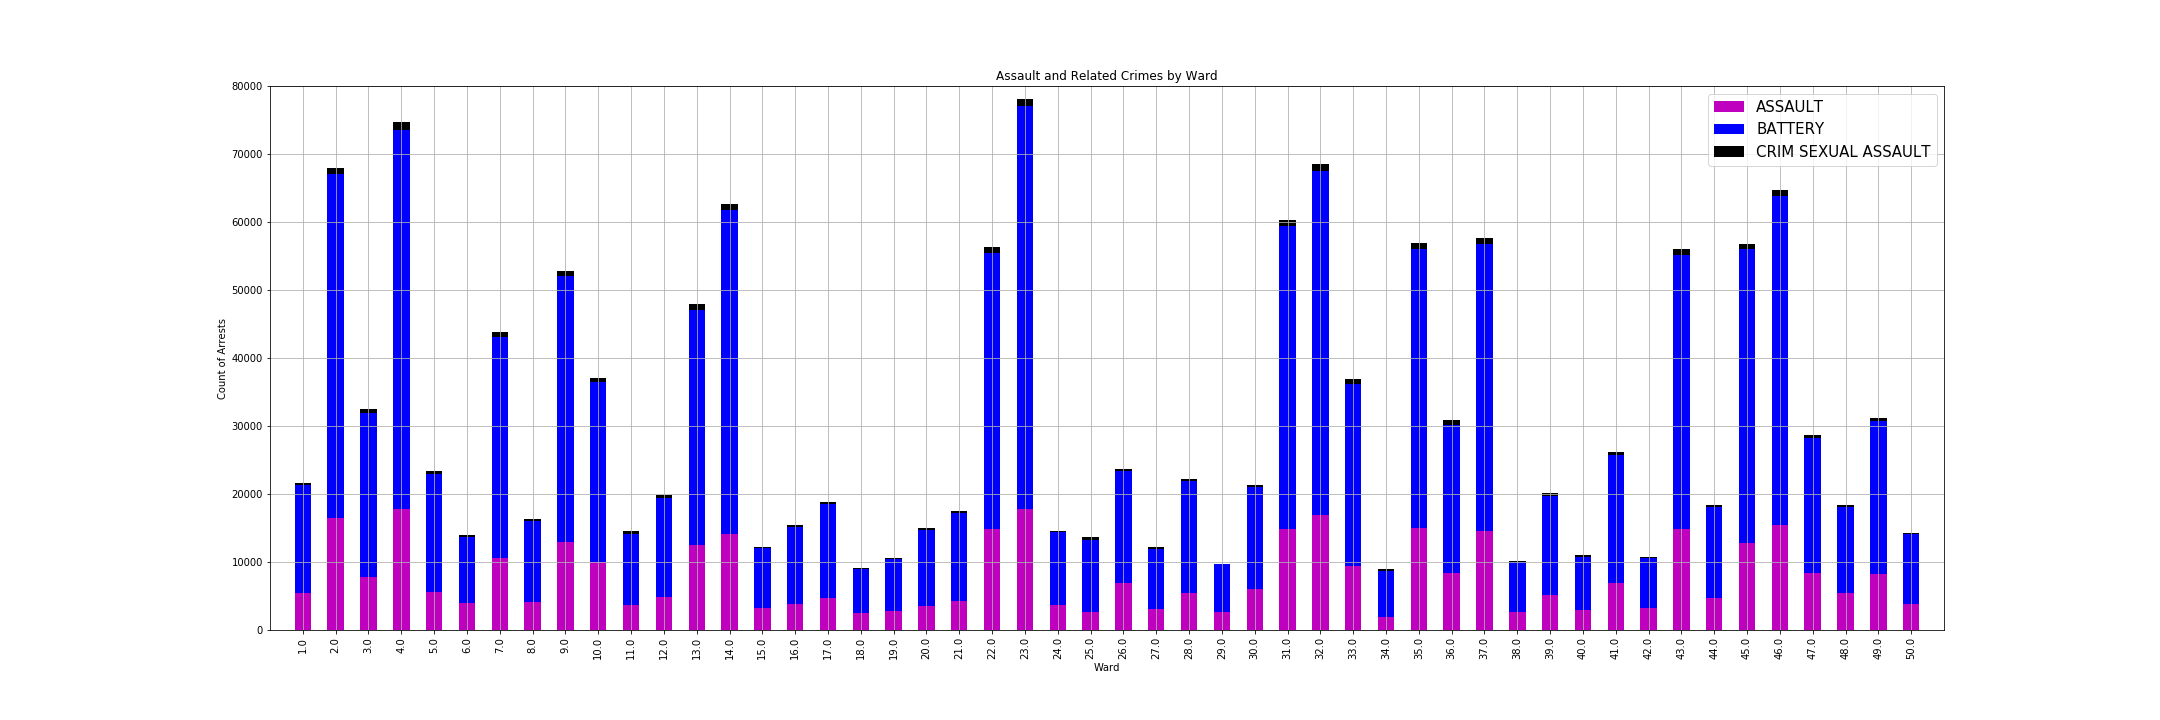 Assault and Related Crimes by Ward
80000
70000
60000
50000
40000
30000
20000
10000
0
Count of Arrests
ASSAULT
BATTERY
CRIM SEXUAL ASSAULT
1.0 2.0 3.0 4.0 5.0 6.0 7.0 8.0 9.0 10.0 11.0 12.0 13.0 14.0 15.0 16.0 17.0 18.0 19.0 20.0 21.0 22.0 23.0 24.0 25.0 26.0 27.0 28.0 29.0 30.0 31.0 32.0 33.0 34.0 35.0 36.0 37.0 38.0 39.0 40.0 41.0 42.0 43.0 44.0 45.0 46.0 47.0 48.0 49.0 50.0
Ward